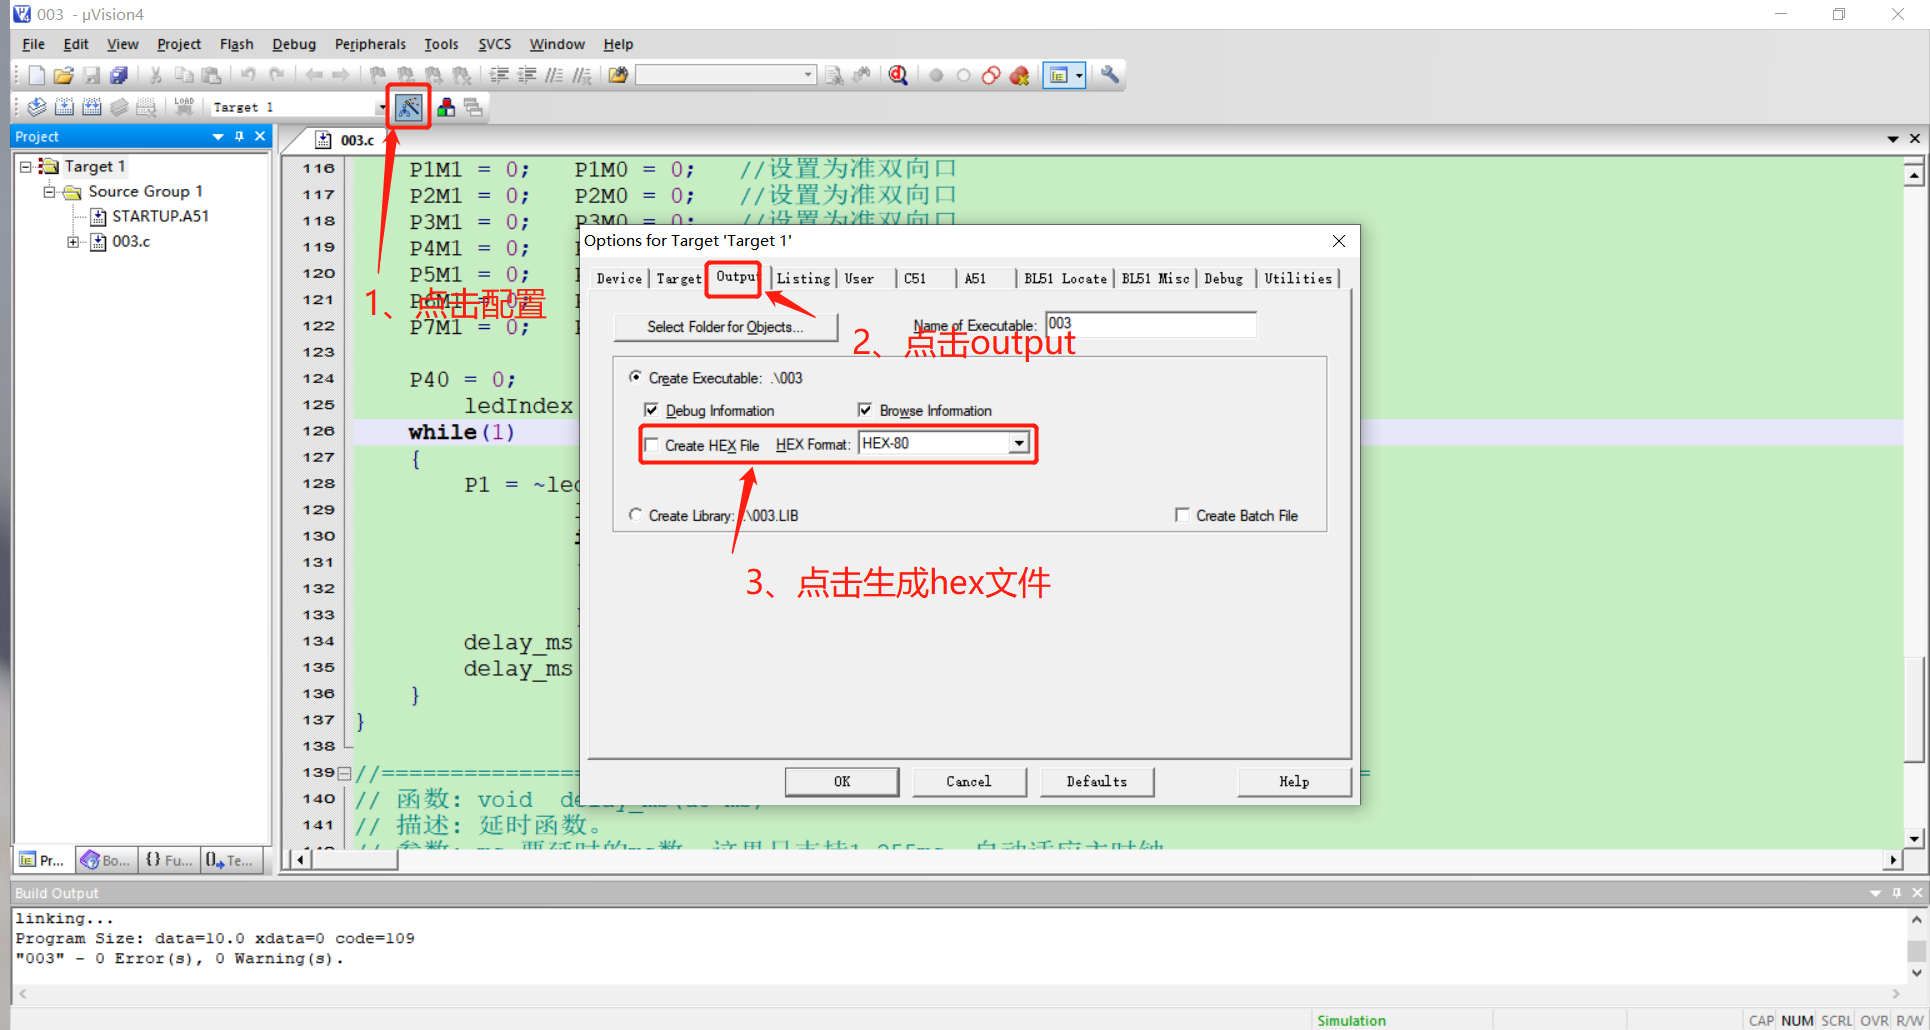 003 - µVision4
File Edit View Project Flash Debug Peripherals Tools SVCS Window Help
LOAD Target 1
Project
003.c
Target 1
Source Group 1
STARTUP.A51
003.c
1、点击配置
116 P1M1 = 0; P1M0 = 0; //设置为准双向口
117 P2M1 = 0; P2M0 = 0; //设置为准双向口
118 P3M1 = 0; P3M0 = 0; //设置为准双向口
119 P4M1 = 0;
120 P5M1 = 0;
121 P6M1 = 0;
122 P7M1 = 0;
123
124 P40 = 0;
125 ledIndex
126 while(1)
127 {
128 P1 = ~led
129
130
131
132
133
134 delay_ms
135 delay_ms
136 }
137 }
138
139 //===============
140 // 函数: void delay_ms(u8 ms)
141 // 描述: 延时函数。
Options for Target 'Target 1'
Device Target Output Listing User C51 A51 BL51 Locate BL51 Misc Debug Utilities
Select Folder for Objects...
Name of Executable: 003
2、点击output
Create Executable: .\003
Debug Information Browse Information
Create HEX File HEX Format: HEX-80
Create Library: .\003.LIB Create Batch File
3、点击生成hex文件
OK Cancel Defaults Help
Pr... Bo... {} Fu... Te...
Build Output
linking...
Program Size: data=10.0 xdata=0 code=109
"003" - 0 Error(s), 0 Warning(s).
Simulation
CAP NUM SCRL OVR R/W